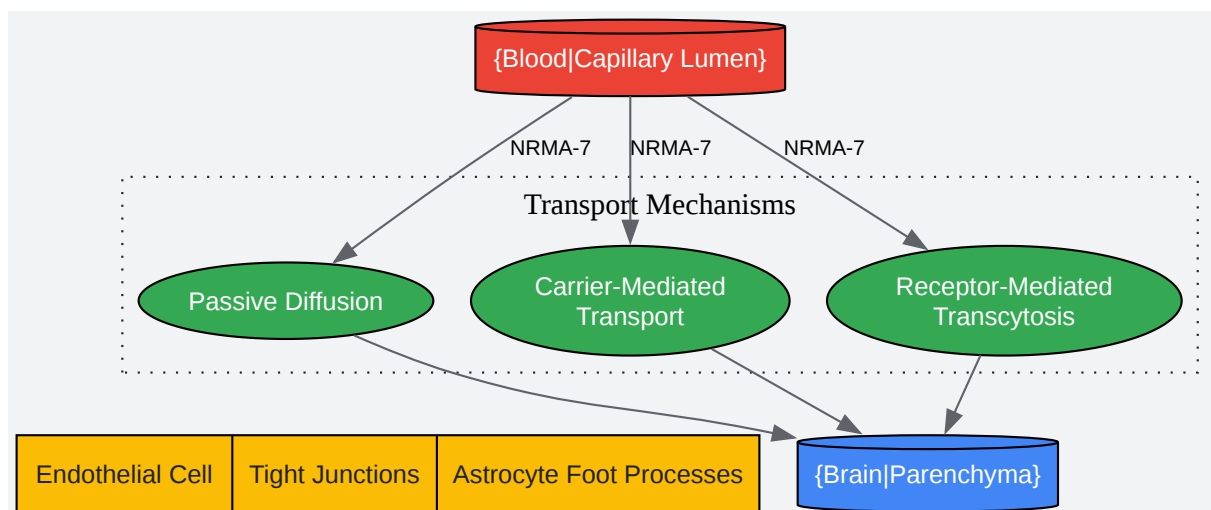 {Blood|Capillary Lumen}
NRMA-7 NRMA-7 NRMA-7
Transport Mechanisms
Passive Diffusion
Carrier-Mediated
Transport
Receptor-Mediated
Transcytosis
Endothelial Cell
Tight Junctions
Astrocyte Foot Processes
{Brain|Parenchyma}